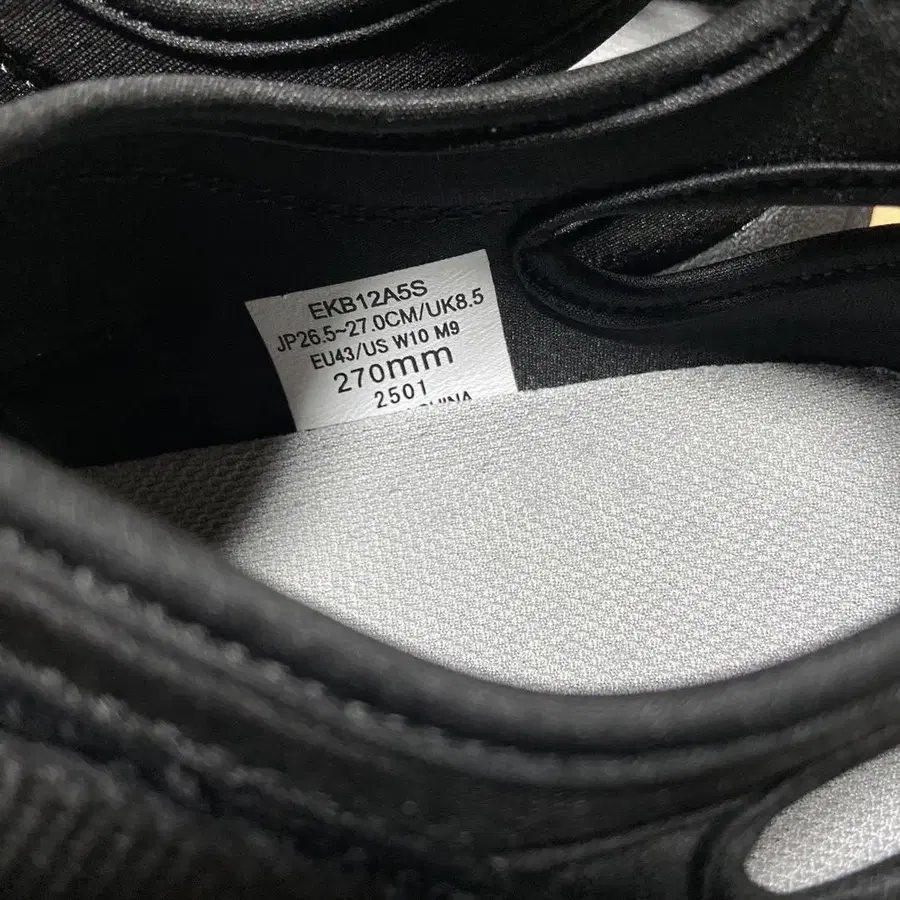 EKB12A5S
JP26.5~27.0CM/UK8.5
EU43/US W10 M9
270mm
2501